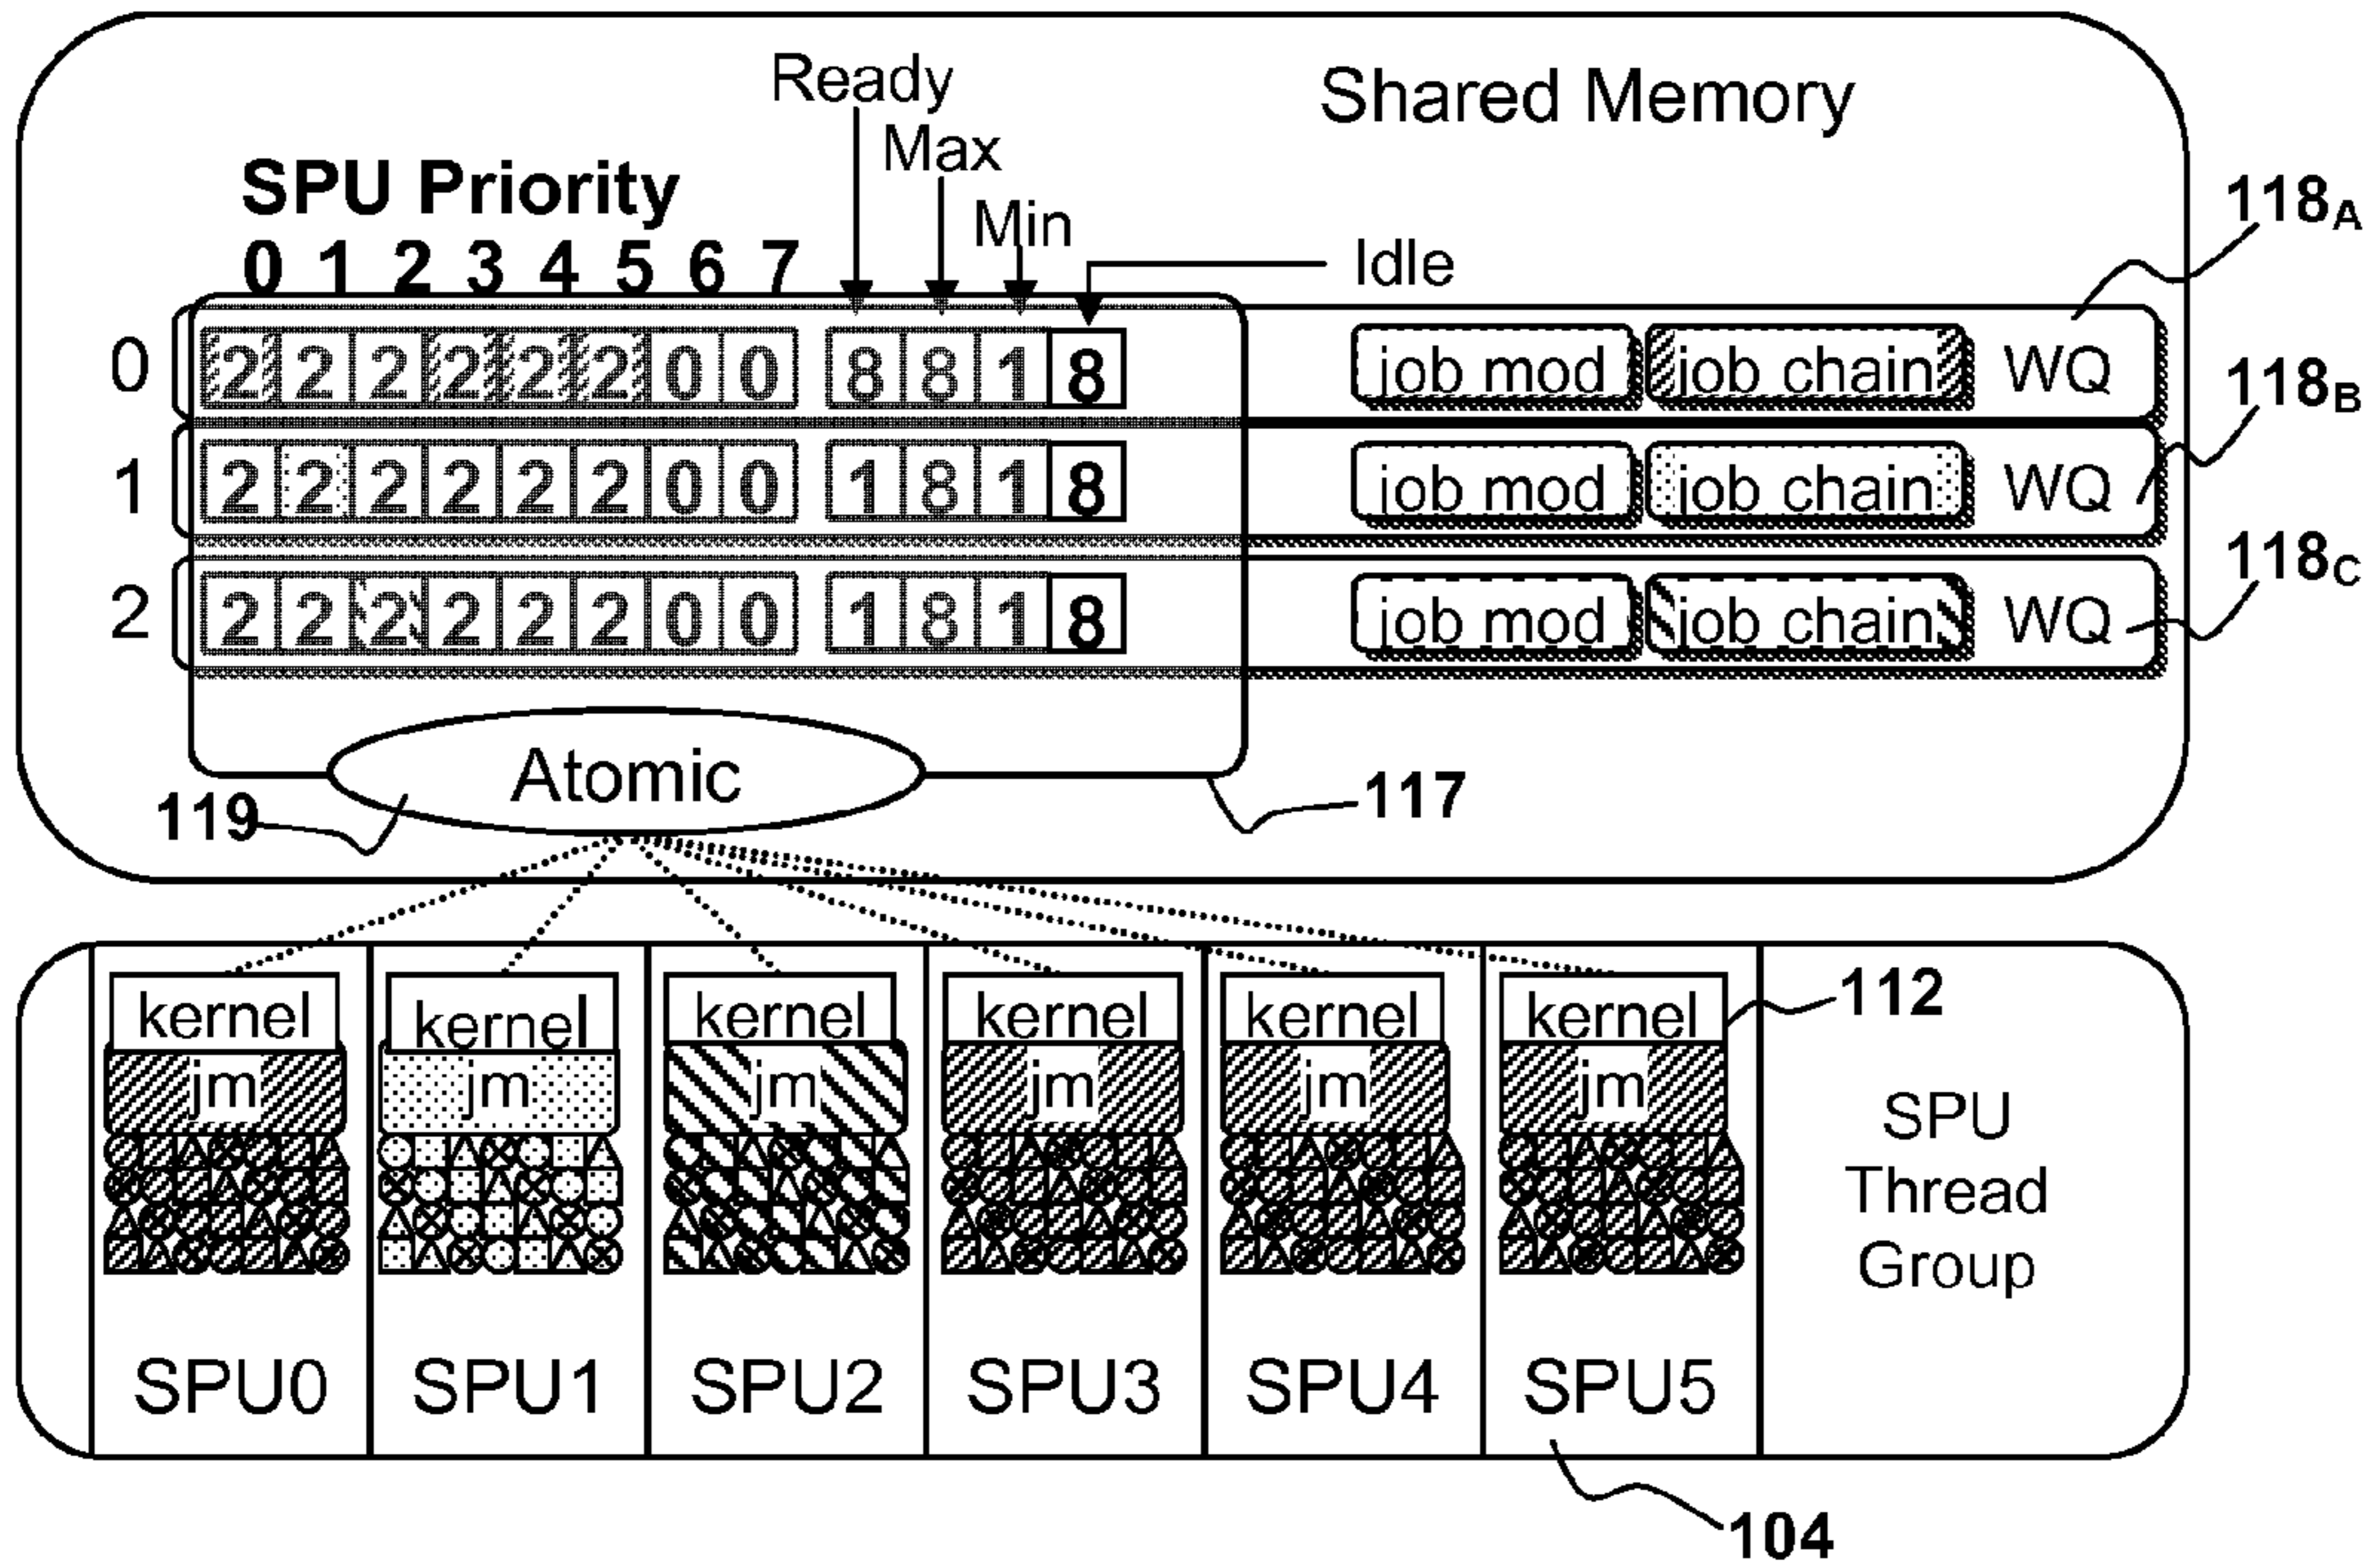 Ready
Shared Memory
Max
SPU Priority
118A
Min
0 1 2 3 4 5 6 7
Idle
0 2 2 2 2 2 2 0 0 8 8 1 8 job mod job chain WQ
118B
1 2 2 2 2 2 2 0 0 1 8 1 8 job mod job chain WQ
118C
2 2 2 2 2 2 2 0 0 1 8 1 8 job mod job chain WQ
Atomic
119
117
kernel kernel kernel kernel kernel kernel
112
jm jm jm jm jm jm
SPU
Thread
Group
SPU0 SPU1 SPU2 SPU3 SPU4 SPU5
104